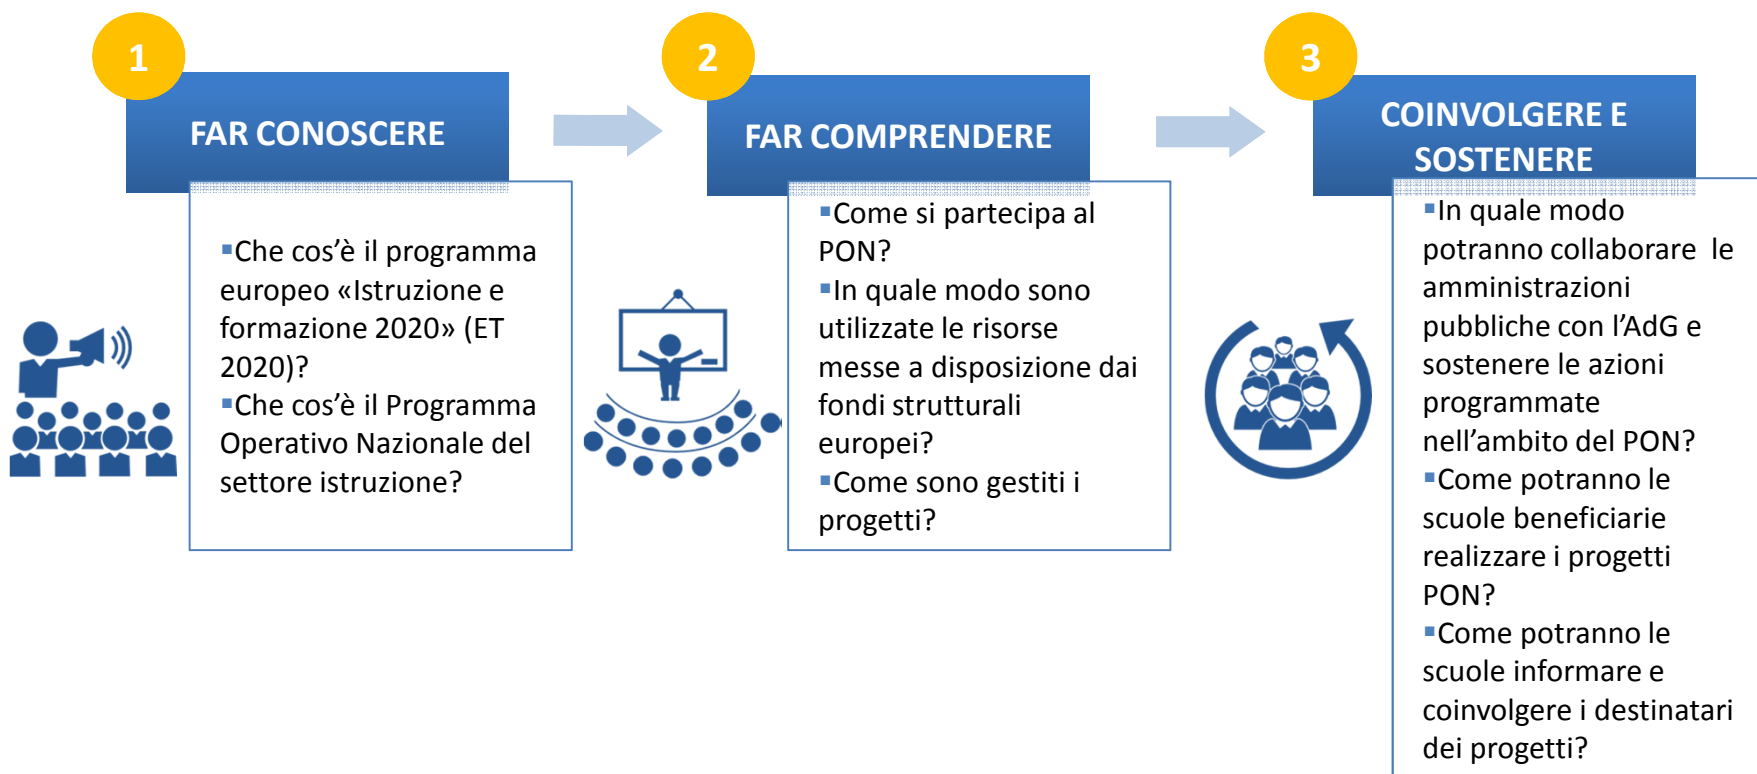 1
FAR CONOSCERE
▪Che cos’è il programma
europeo «Istruzione e
formazione 2020» (ET
2020)?
▪Che cos’è il Programma
Operativo Nazionale del
settore istruzione?
2
FAR COMPRENDERE
▪Come si partecipa al
PON?
▪In quale modo sono
utilizzate le risorse
messe a disposizione dai
fondi strutturali
europei?
▪Come sono gestiti i
progetti?
3
COINVOLGERE E
SOSTENERE
▪In quale modo
potranno collaborare  le
amministrazioni
pubbliche con l’AdG e
sostenere le azioni
programmate
nell’ambito del PON?
▪Come potranno le
scuole beneficiarie
realizzare i progetti
PON?
▪Come potranno le
scuole informare e
coinvolgere i destinatari
dei progetti?